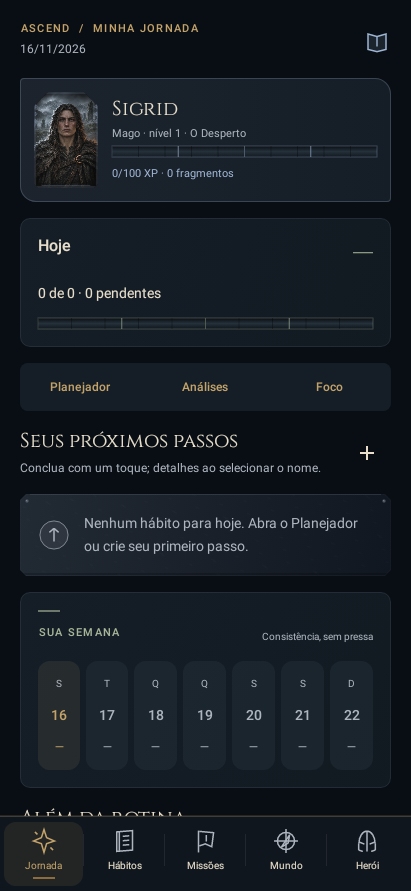 ASCEND / MINHA JORNADA
16/11/2026
Sigrid
Mago · nível 1 · O Desperto
0/100 XP · 0 fragmentos
Hoje
0 de 0 · 0 pendentes
Planejador Análises Foco
Seus próximos passos
Conclua com um toque; detalhes ao selecionar o nome.
Nenhum hábito para hoje. Abra o Planejador
ou crie seu primeiro passo.
SUA SEMANA
Consistência, sem pressa
S T Q Q S S D
16 17 18 19 20 21 22
– – – – – – –
Além da rotina
Jornada Hábitos Missões Mundo Herói